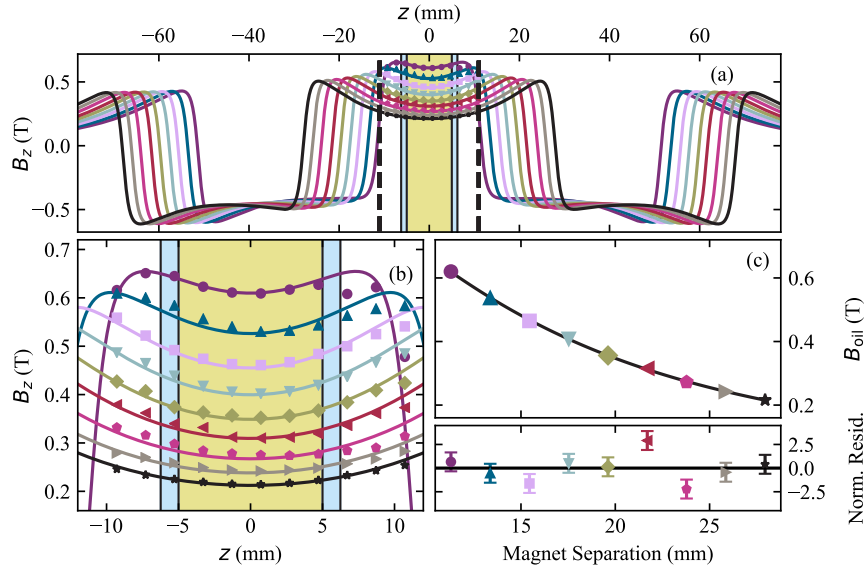 z (mm)
−60 −40 −20 0 20 40 60
0.5
0.0
−0.5
B_z (T)
(a)
0.7
0.6
0.5
0.4
0.3
0.2
B_z (T)
(b)
−10 −5 0 5 10
z (mm)
(c)
0.6
0.4
0.2
B_oil (T)
2.5
0.0
−2.5
Norm. Resid.
15 20 25
Magnet Separation (mm)